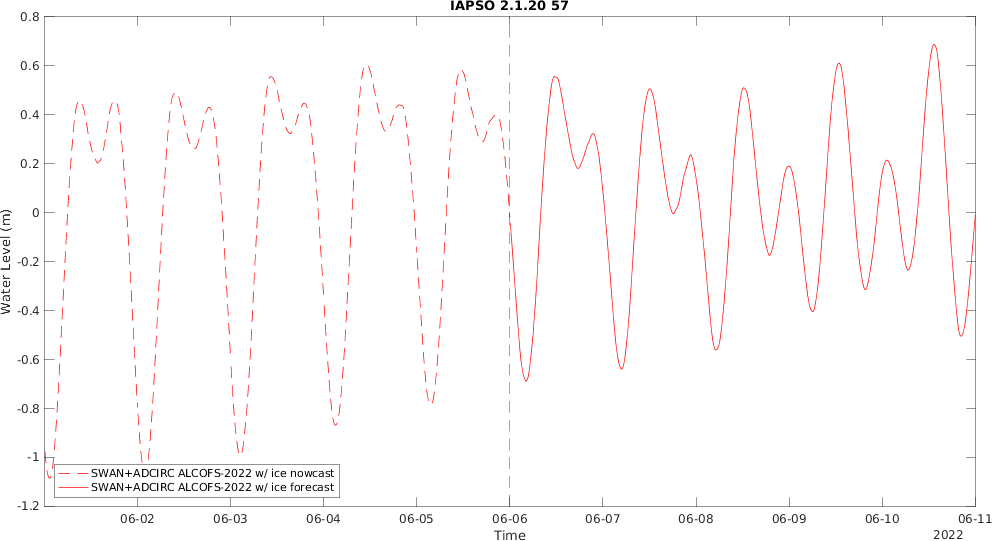 IAPSO 2.1.20 57
0.8
0.6
0.4
0.2
0
-0.2
-0.4
-0.6
-0.8
-1
-1.2
Water Level (m)
SWAN+ADCIRC ALCOFS-2022 w/ ice nowcast
SWAN+ADCIRC ALCOFS-2022 w/ ice forecast
06-02 06-03 06-04 06-05 06-06 06-07 06-08 06-09 06-10 06-11
Time
2022